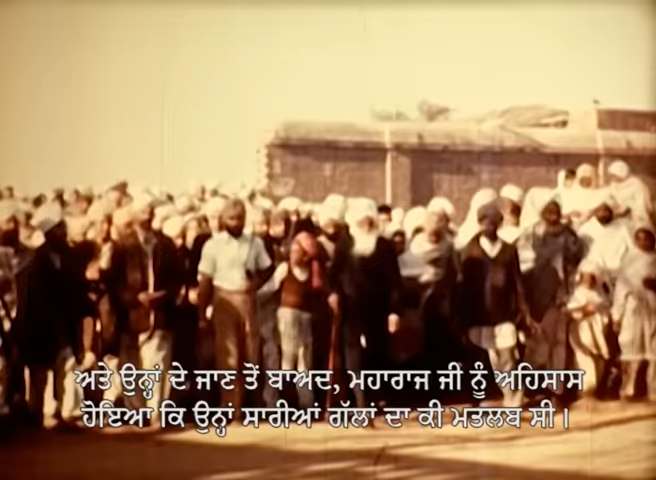 ਅਤੇ ਉਨ੍ਹਾਂ ਦੇ ਜਾਣ ਤੋਂ ਬਾਅਦ, ਮਹਾਰਾਜ ਜੀ ਨੂੰ ਅਹਿਸਾਸ
ਹੋਇਆ ਕਿ ਉਨ੍ਹਾਂ ਸਾਰੀਆਂ ਗੱਲਾਂ ਦਾ ਕੀ ਮਤਲਬ ਸੀ।